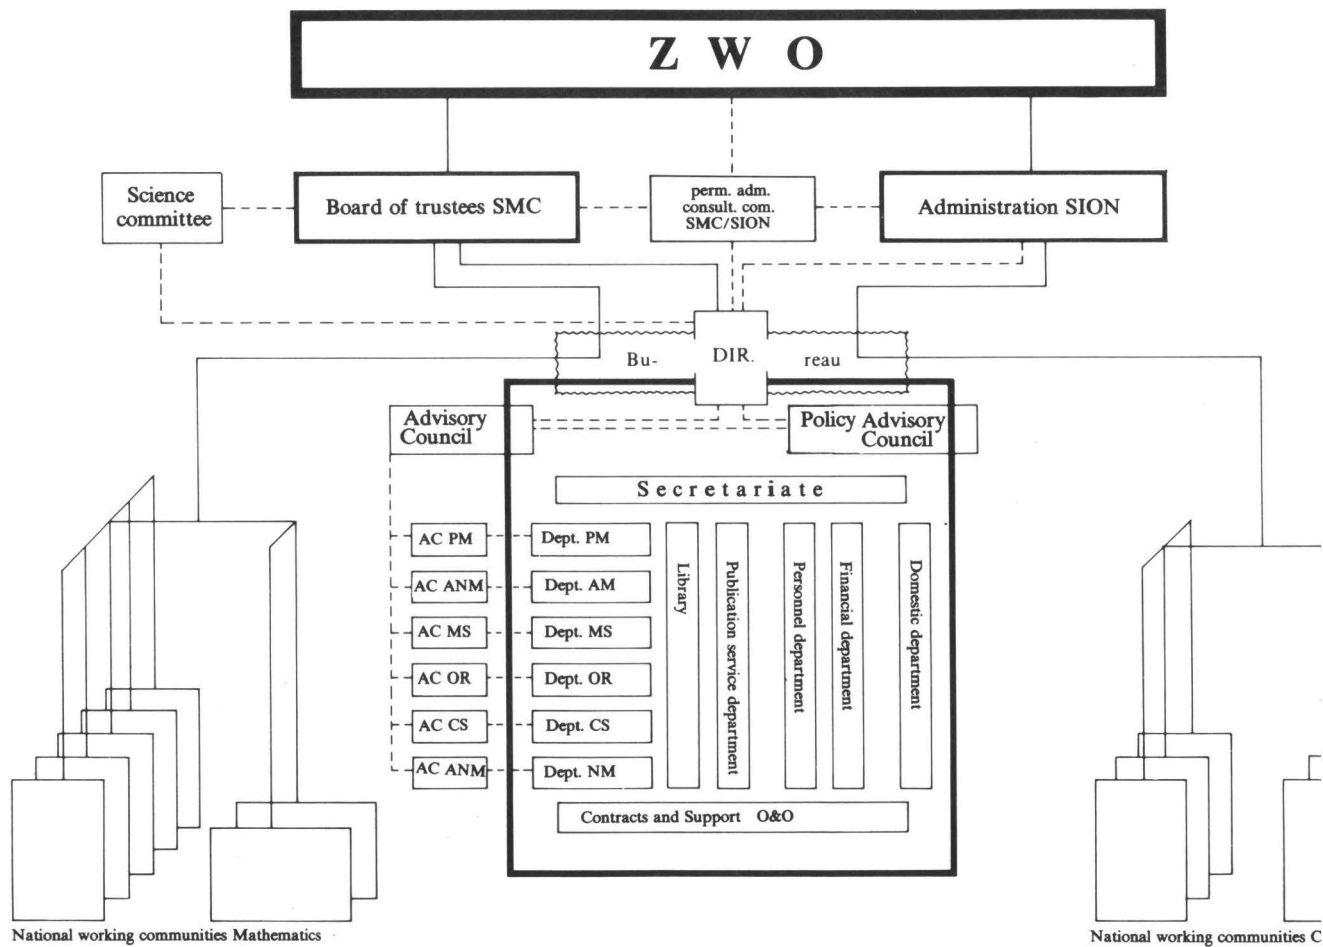 Z W O
Science
committee
Board of trustees SMC
perm. adm.
consult. com.
SMC/SION
Administration SION
Bu-
DIR.
reau
Advisory
Council
Policy Advisory
Council
Secretariate
AC PM
Dept. PM
AC ANM
Dept. AM
AC MS
Dept. MS
AC OR
Dept. OR
AC CS
Dept. CS
AC ANM
Dept. NM
Library
Publication service department
Personnel department
Financial department
Domestic department
Contracts and Support O&O
National working communities Mathematics
National working communities C